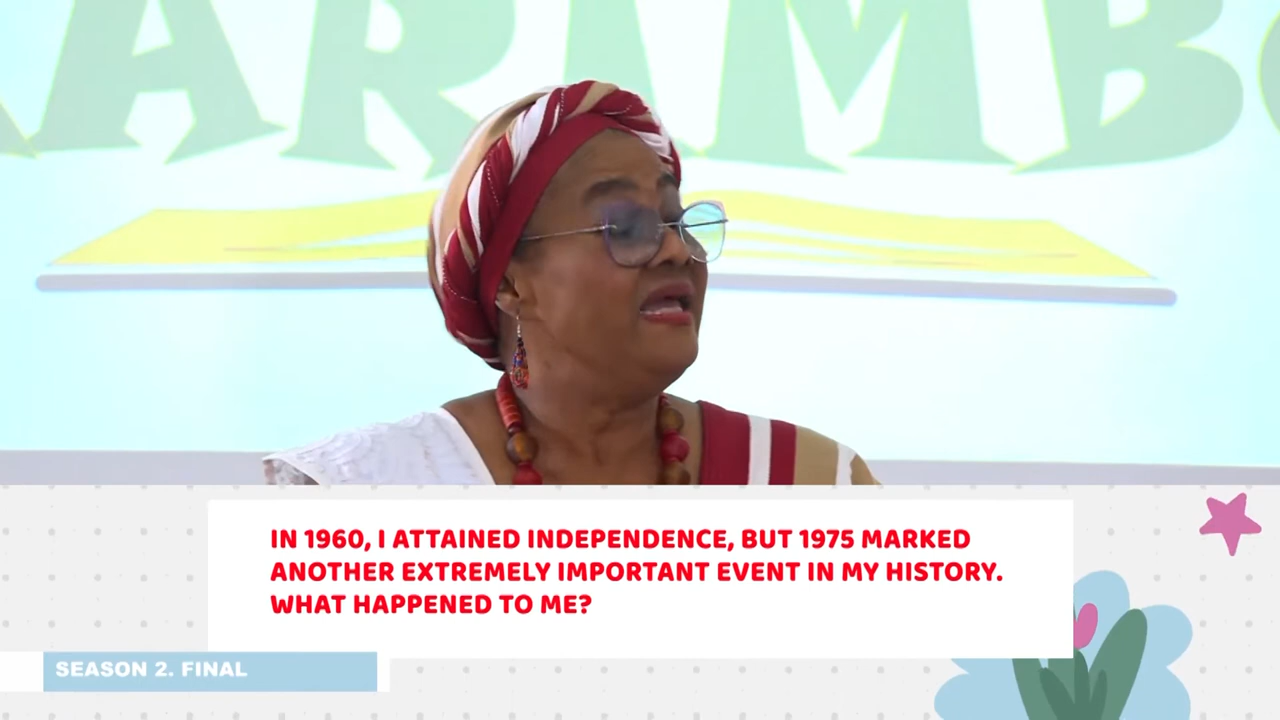 ARIMB
IN 1960, I ATTAINED INDEPENDENCE, BUT 1975 MARKED
ANOTHER EXTREMELY IMPORTANT EVENT IN MY HISTORY.
WHAT HAPPENED TO ME?
SEASON 2. FINAL